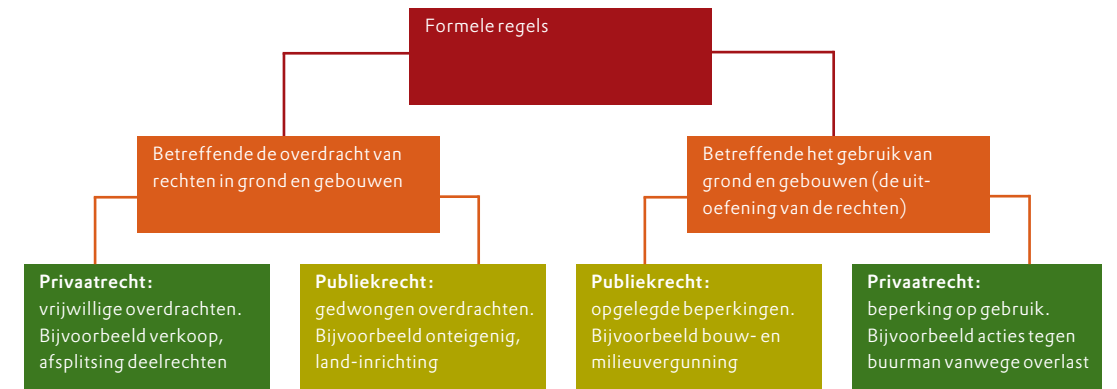 Formele regels
Betreffende de overdracht van
rechten in grond en gebouwen
Betreffende het gebruik van
grond en gebouwen (de uit-
oefening van de rechten)
Privaatrecht:
vrijwillige overdrachten.
Bijvoorbeeld verkoop,
afsplitsing deelrechten
Publiekrecht:
gedwongen overdrachten.
Bijvoorbeeld onteigenig,
land-inrichting
Publiekrecht:
opgelegde beperkingen.
Bijvoorbeeld bouw- en
milieuvergunning
Privaatrecht:
beperking op gebruik.
Bijvoorbeeld acties tegen
buurman vanwege overlast